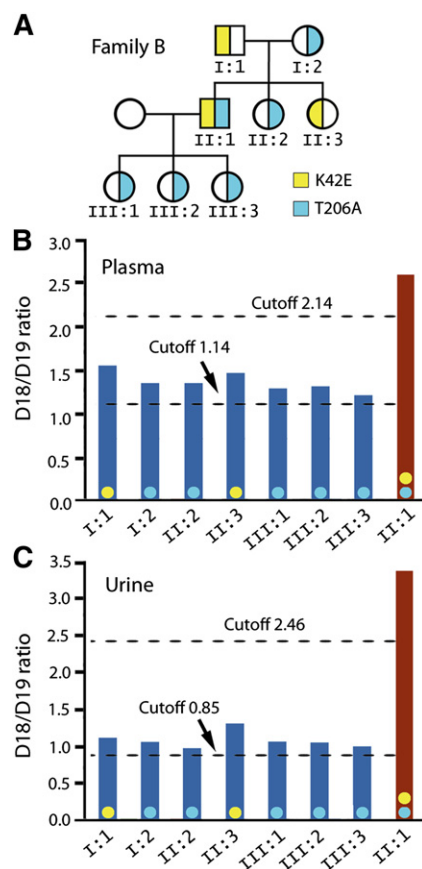 A
Family B
I:1
I:2
II:1
II:2
II:3
III:1
III:2
III:3
K42E
T206A
B
Plasma
D18/D19 ratio
3.0
2.5
2.0
1.5
1.0
0.5
0.0
Cutoff 2.14
Cutoff 1.14
I:1
I:2
II:2
II:3
III:1
III:2
III:3
II:1
C
Urine
D18/D19 ratio
3.5
3.0
2.5
2.0
1.5
1.0
0.5
0.0
Cutoff 2.46
Cutoff 0.85
I:1
I:2
II:2
II:3
III:1
III:2
III:3
II:1